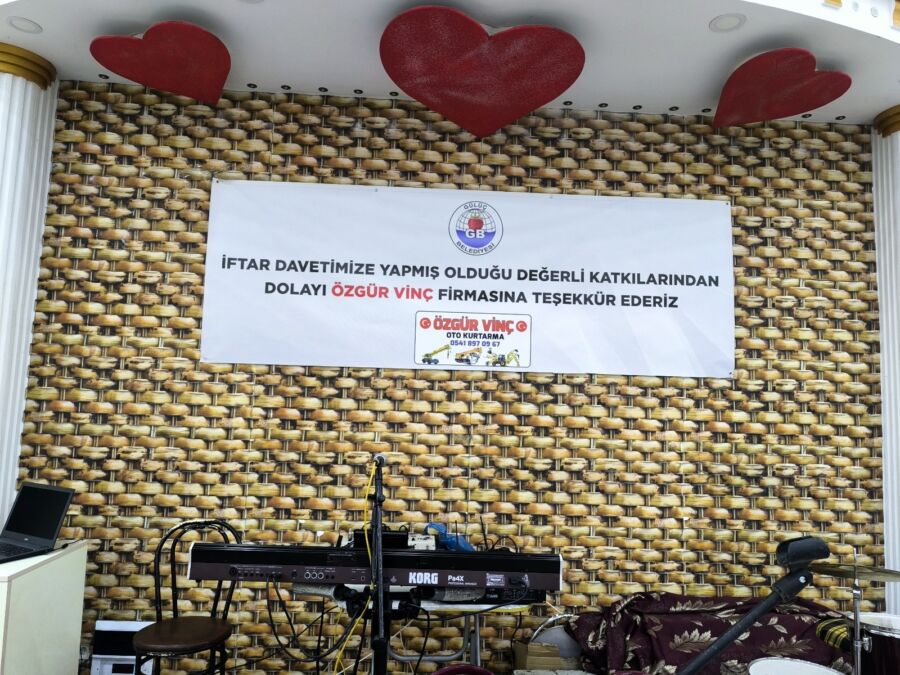 GÜLÜÇ
GB
BELEDİYESİ
İFTAR DAVETİMİZE YAPMIŞ OLDUĞU DEĞERLİ KATKILARINDAN
DOLAYI ÖZGÜR VİNÇ FİRMASINA TEŞEKKÜR EDERİZ
ÖZGÜR VİNÇ
OTO KURTARMA
0541 897 09 67
KORG Pa4X